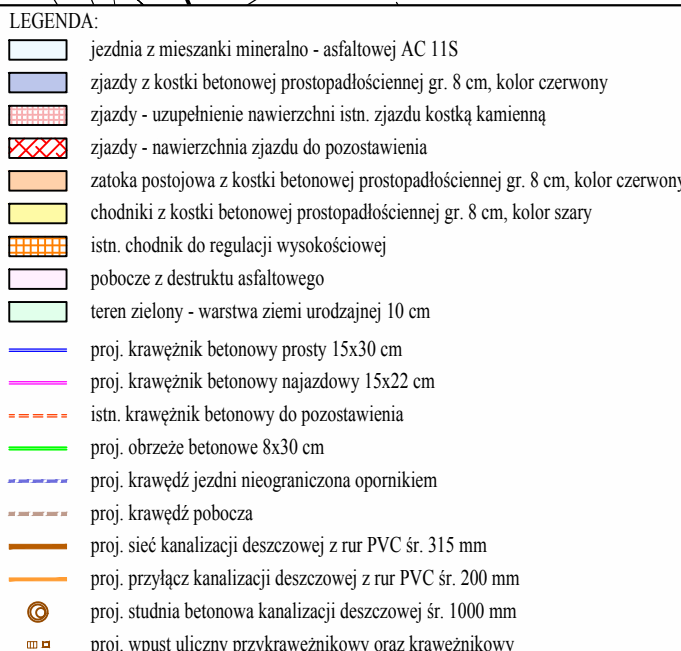 LEGENDA:
jezdnia z mieszanki mineralno - asfaltowej AC 11S
zjazdy z kostki betonowej prostopadłościennej gr. 8 cm, kolor czerwony
zjazdy - uzupełnienie nawierzchni istn. zjazdu kostką kamienną
zjazdy - nawierzchnia zjazdu do pozostawienia
zatoka postojowa z kostki betonowej prostopadłościennej gr. 8 cm, kolor czerwony
chodniki z kostki betonowej prostopadłościennej gr. 8 cm, kolor szary
istn. chodnik do regulacji wysokościowej
pobocze z destruktu asfaltowego
teren zielony - warstwa ziemi urodzajnej 10 cm
proj. krawężnik betonowy prosty 15x30 cm
proj. krawężnik betonowy najazdowy 15x22 cm
istn. krawężnik betonowy do pozostawienia
proj. obrzeże betonowe 8x30 cm
proj. krawędź jezdni nieograniczona opornikiem
proj. krawędź pobocza
proj. sieć kanalizacji deszczowej z rur PVC śr. 315 mm
proj. przyłącz kanalizacji deszczowej z rur PVC śr. 200 mm
proj. studnia betonowa kanalizacji deszczowej śr. 1000 mm
proj. wpust uliczny przykrawężnikowy oraz krawężnikowy